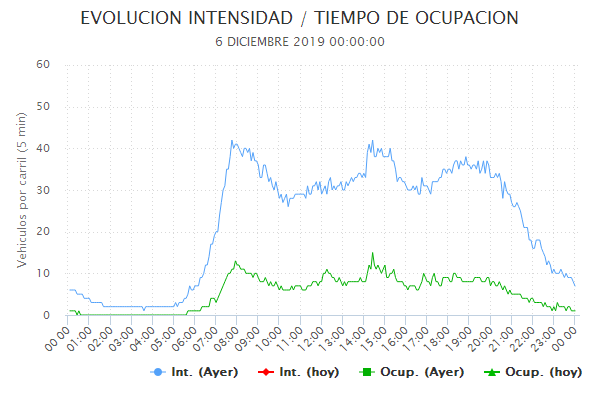 EVOLUCION INTENSIDAD / TIEMPO DE OCUPACION
6 DICIEMBRE 2019 00:00:00
Vehiculos por carril (5 min)
60
50
40
30
20
10
0
00:00 01:00 02:00 03:00 04:00 05:00 06:00 07:00 08:00 09:00 10:00 11:00 12:00 13:00 14:00 15:00 16:00 17:00 18:00 19:00 20:00 21:00 22:00 23:00 00:00
Int. (Ayer) Int. (hoy) Ocup. (Ayer) Ocup. (hoy)